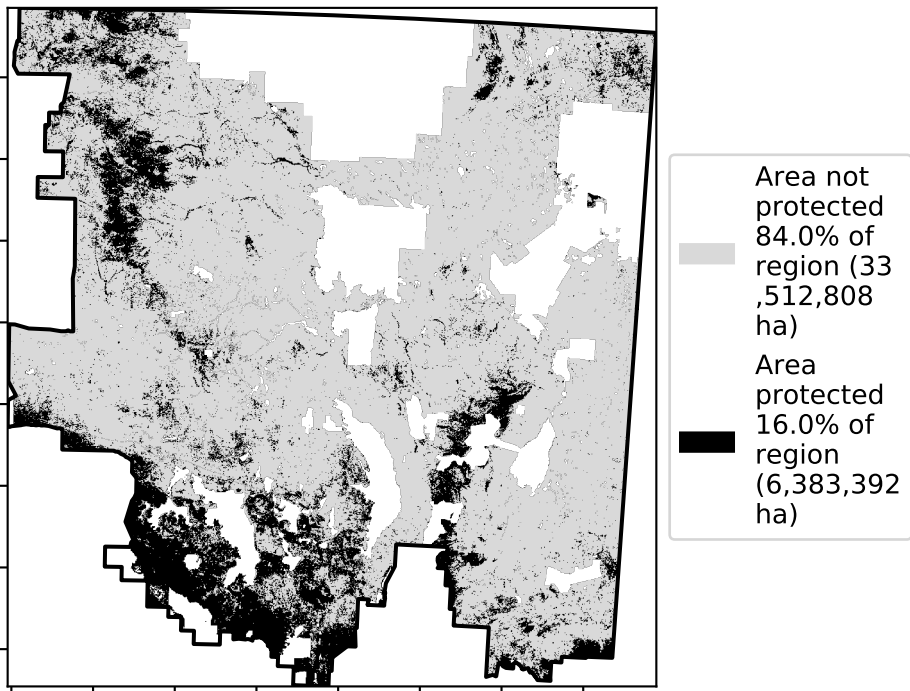 Area not
protected
84.0% of
region (33
,512,808
ha)
Area
protected
16.0% of
region
(6,383,392
ha)